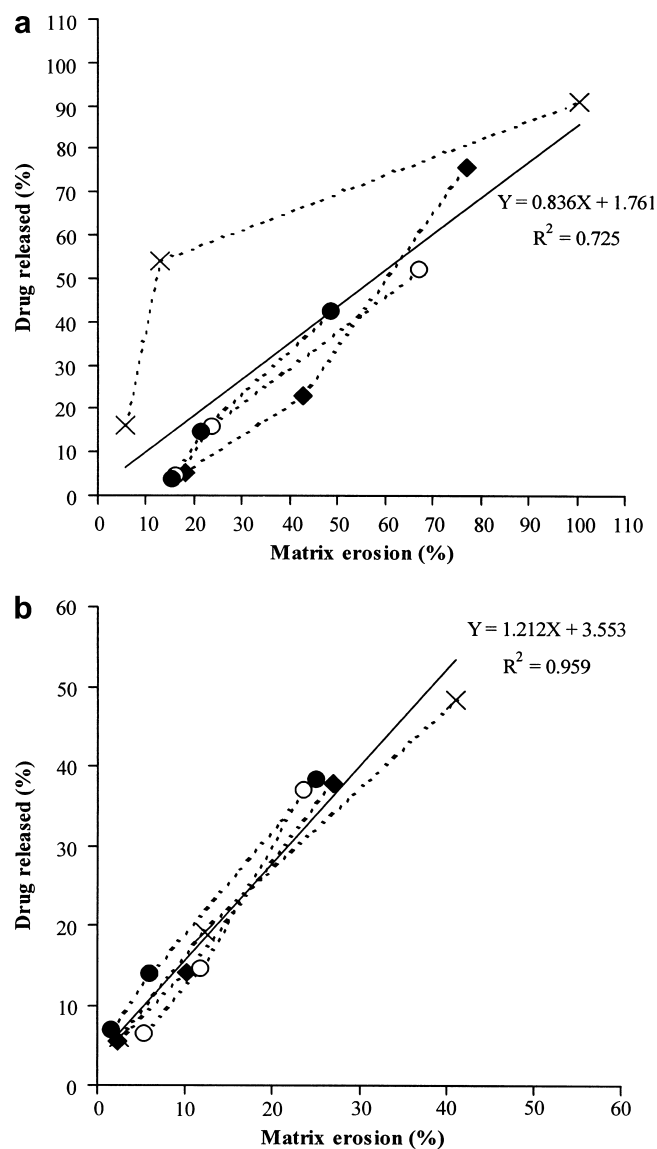 a
110
100
90
80
70
60
50
40
30
20
10
0
Drug released (%)
Y = 0.836X + 1.761
R² = 0.725
0 10 20 30 40 50 60 70 80 90 100 110
Matrix erosion (%)
b
60
50
40
30
20
10
0
Drug released (%)
Y = 1.212X + 3.553
R² = 0.959
0 10 20 30 40 50 60
Matrix erosion (%)